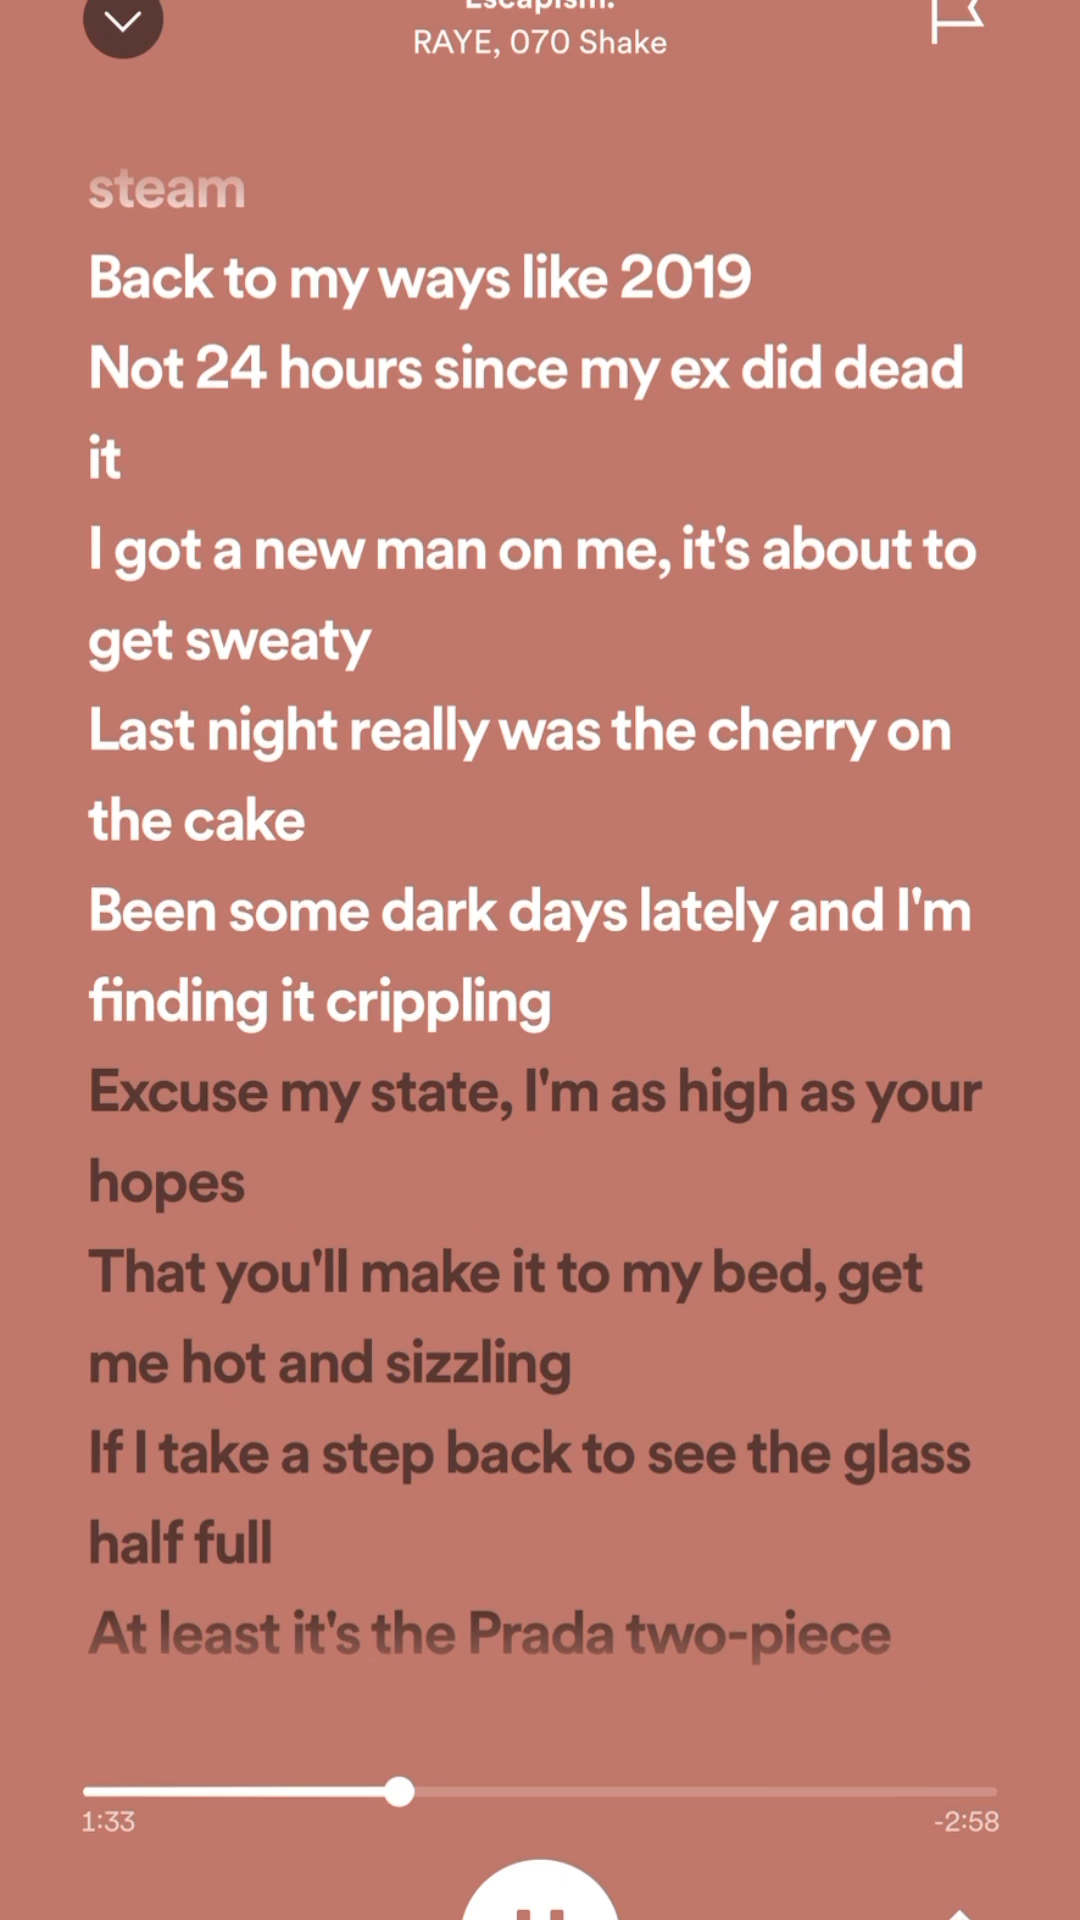 Escapism.
RAYE, 070 Shake
steam
Back to my ways like 2019
Not 24 hours since my ex did dead
it
I got a new man on me, it's about to
get sweaty
Last night really was the cherry on
the cake
Been some dark days lately and I'm
finding it crippling
Excuse my state, I'm as high as your
hopes
That you'll make it to my bed, get
me hot and sizzling
If I take a step back to see the glass
half full
At least it's the Prada two-piece
1:33
-2:58